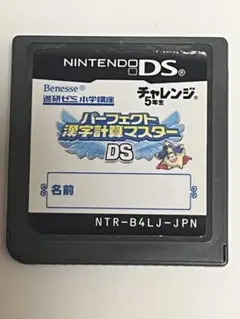 NINTENDO DS
Benesse®
進研ゼミ 小学講座
チャレンジ®
5年生
パーフェクト
漢字計算マスター
DS
名前
NTR-B4LJ-JPN